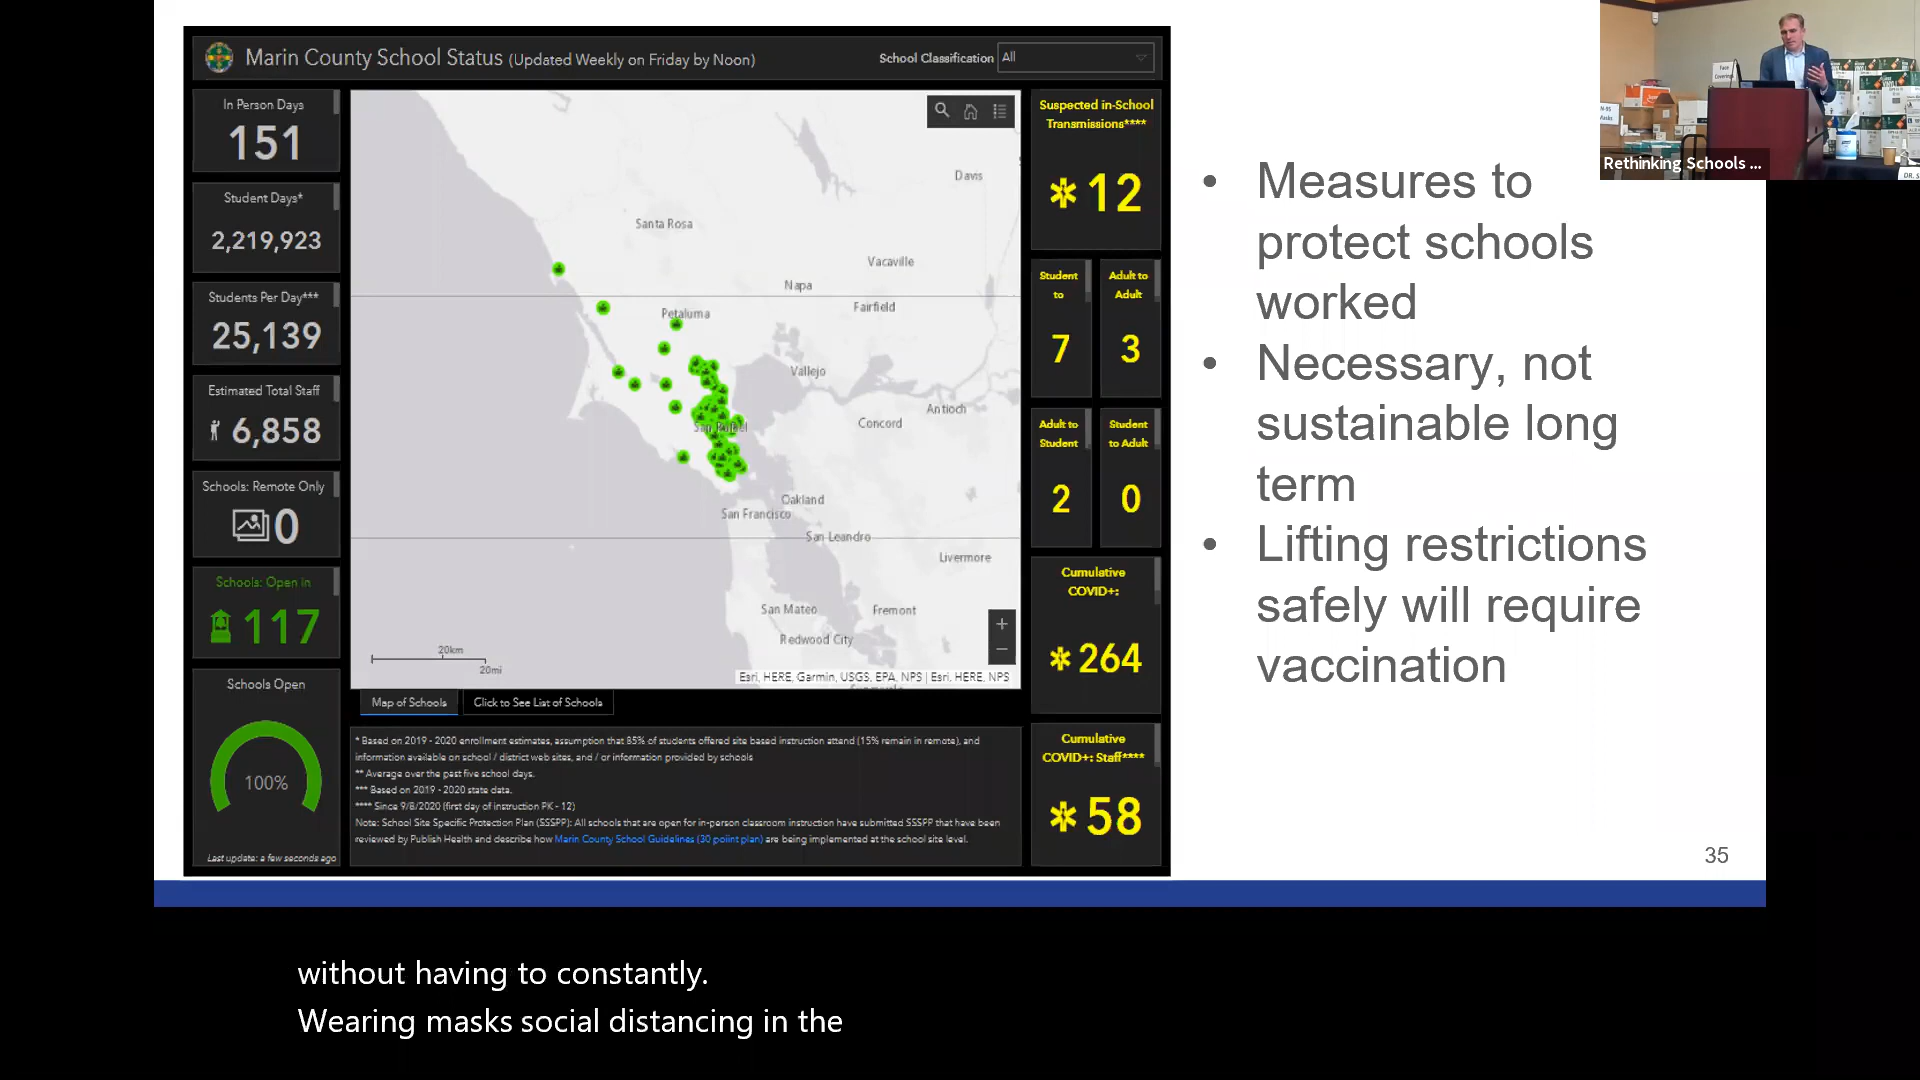 Marin County School Status (Updated Weekly on Friday by Noon)
School Classification All
In Person Days
151
Student Days*
2,219,923
Students Per Day***
25,139
Estimated Total Staff
6,858
Schools: Remote Only
0
Schools: Open in
117
Schools Open
100%
Last update: a few seconds ago
Davis
Santa Rosa
Vacaville
Napa
Fairfield
Petaluma
Vallejo
Antioch
Concord
San Rafael
Oakland
San Francisco
San Leandro
Livermore
San Mateo
Fremont
Redwood City
20km
20mi
+
−
Esri, HERE, Garmin, USGS, EPA, NPS | Esri, HERE, NPS
Map of Schools
Click to See List of Schools
* Based on 2019 - 2020 enrollment estimates, assumption that 85% of students offered site based instruction attend (15% remain in remote), and
information available on school / district web sites, and / or information provided by schools
** Average over the past five school days.
*** Based on 2019 - 2020 state data.
**** Since 9/8/2020 (first day of instruction PK - 12)
Note: School Site Specific Protection Plan (SSSPP): All schools that are open for in-person classroom instruction have submitted SSSPP that have been
reviewed by Publish Health and describe how Marin County School Guidelines (30 poiint plan) are being implemented at the school site level.
Suspected in-School
Transmissions****
*12
Student
to
7
Adult to
Adult
3
Adult to
Student
2
Student
to Adult
0
Cumulative
COVID+:
*264
Cumulative
COVID+: Staff****
*58
• Measures to
protect schools
worked
• Necessary, not
sustainable long
term
• Lifting restrictions
safely will require
vaccination
35
Face
Coverings
N-95
Masks
Rethinking Schools ...
DR. S
without having to constantly.
Wearing masks social distancing in the